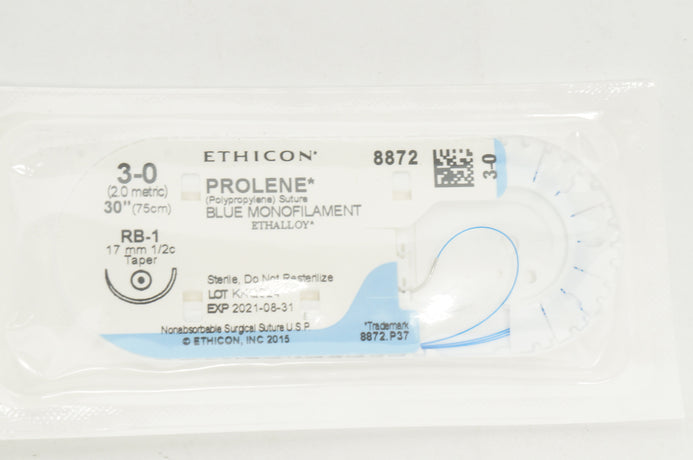 ETHICON*
8872
3-0
3-0
(2.0 metric)
30" (75cm)
PROLENE*
(Polypropylene) Suture
BLUE MONOFILAMENT
ETHALLOY*
RB-1
17 mm 1/2c
Taper
Sterile, Do Not Resterilize
LOT
EXP 2021-08-31
Nonabsorbable Surgical Suture U.S.P.
© ETHICON, INC 2015
*Trademark
8872.P37